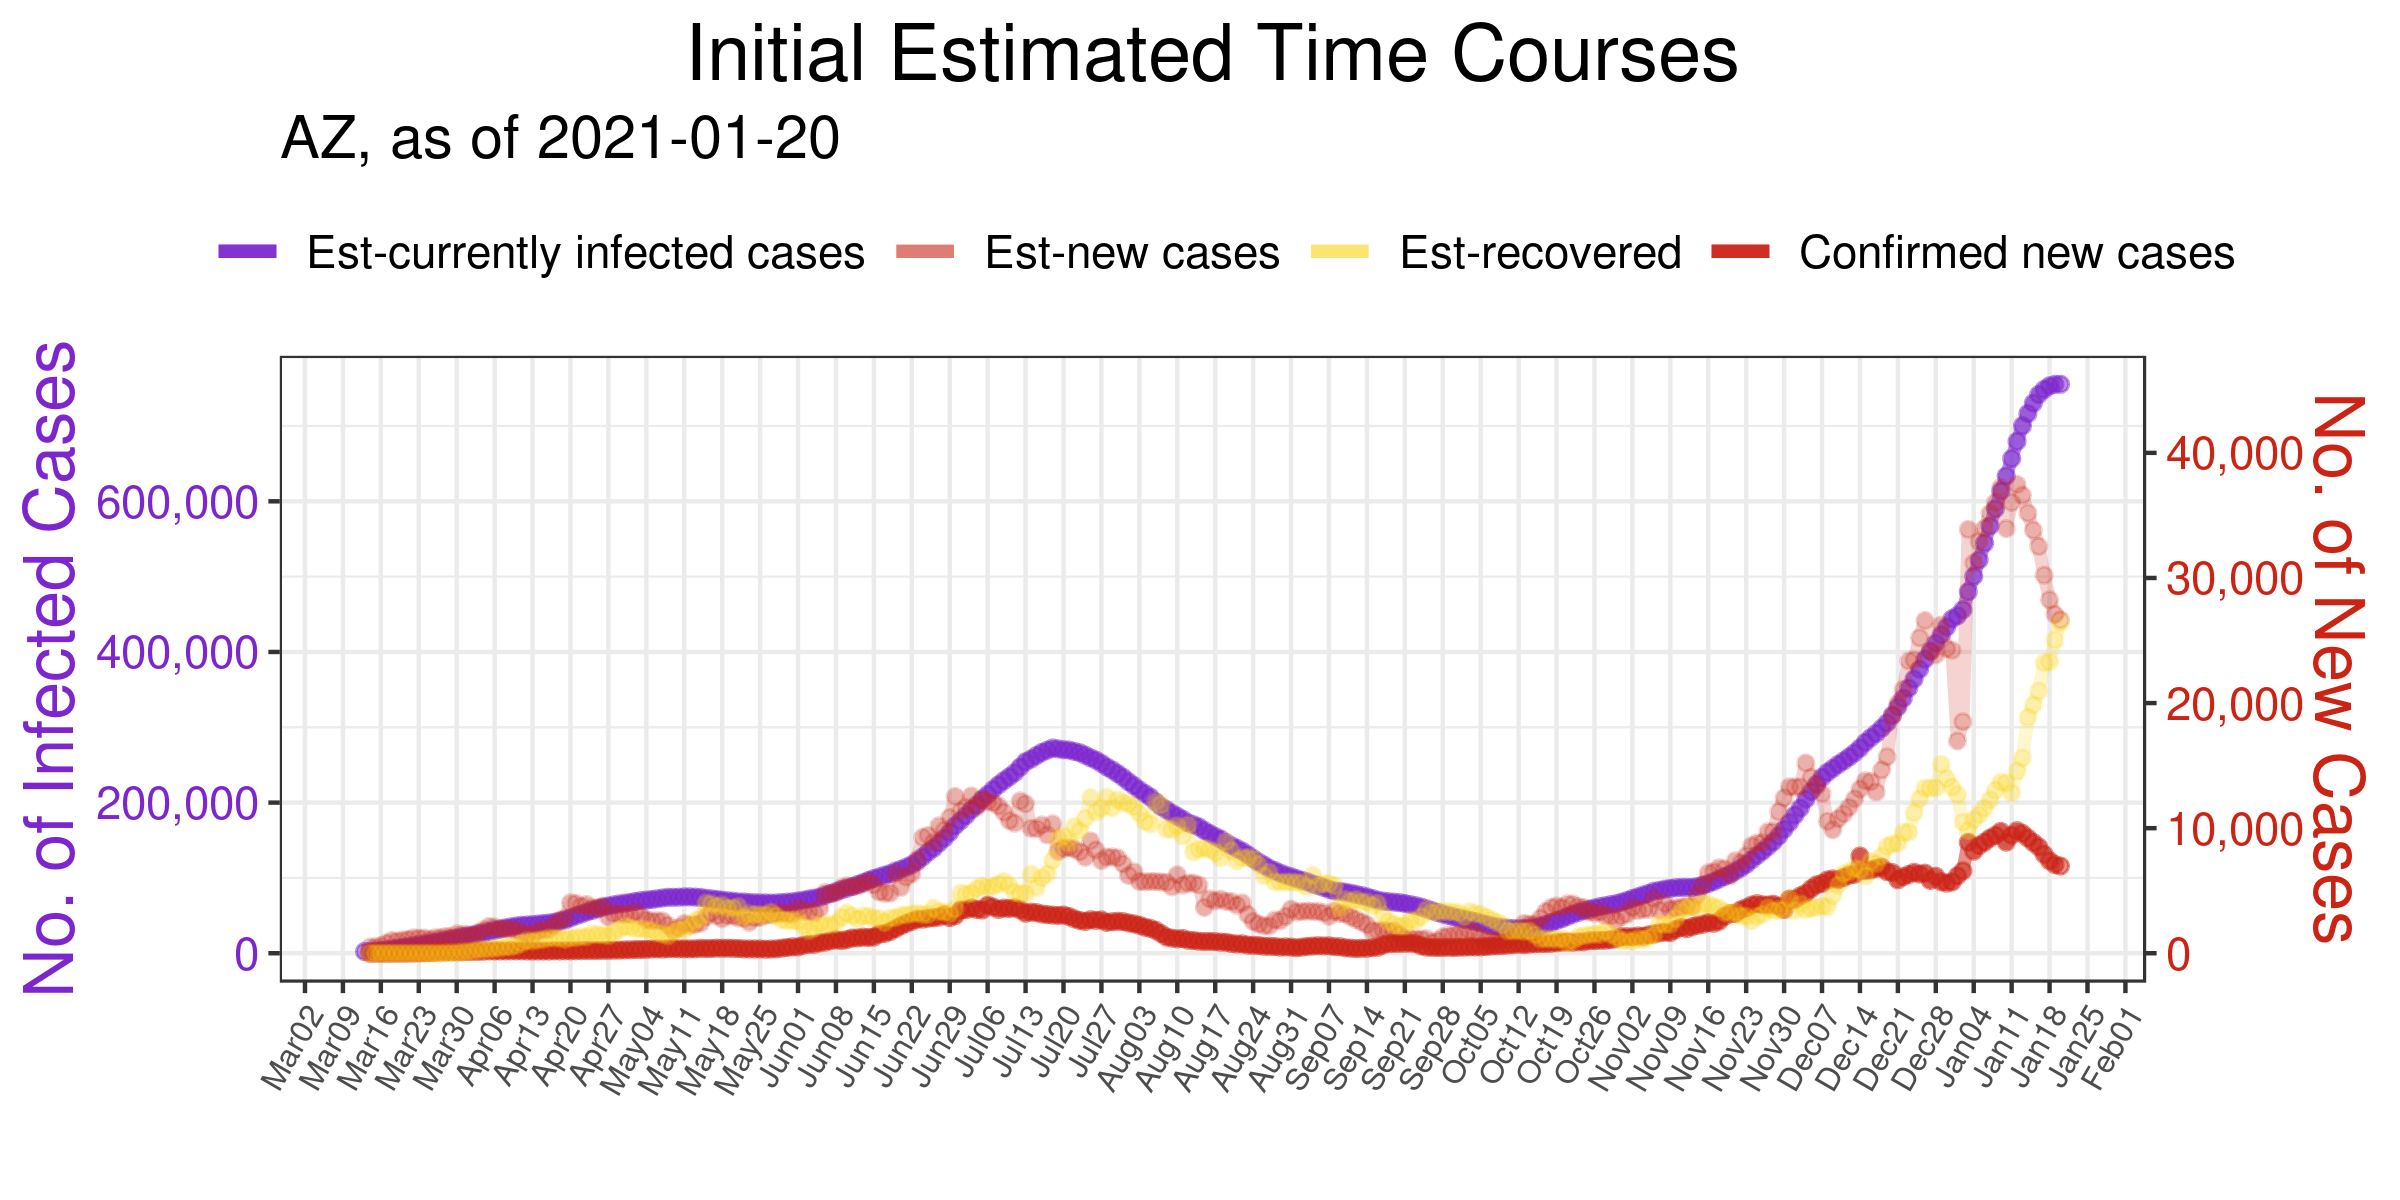 Initial Estimated Time Courses
AZ, as of 2021-01-20
Est-currently infected cases Est-new cases Est-recovered Confirmed new cases
No. of Infected Cases
600,000
400,000
200,000
0
40,000
30,000
20,000
10,000
0
No. of New Cases
Mar02 Mar09 Mar16 Mar23 Mar30 Apr06 Apr13 Apr20 Apr27 May04 May11 May18 May25 Jun01 Jun08 Jun15 Jun22 Jun29 Jul06 Jul13 Jul20 Jul27 Aug03 Aug10 Aug17 Aug24 Aug31 Sep07 Sep14 Sep21 Sep28 Oct05 Oct12 Oct19 Oct26 Nov02 Nov09 Nov16 Nov23 Nov30 Dec07 Dec14 Dec21 Dec28 Jan04 Jan11 Jan18 Jan25 Feb01